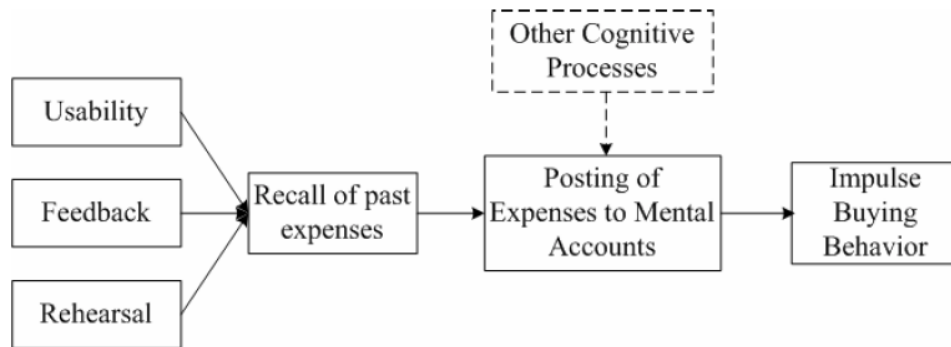 Other Cognitive
Processes
Usability
Feedback
Rehearsal
Recall of past
expenses
Posting of
Expenses to Mental
Accounts
Impulse
Buying
Behavior